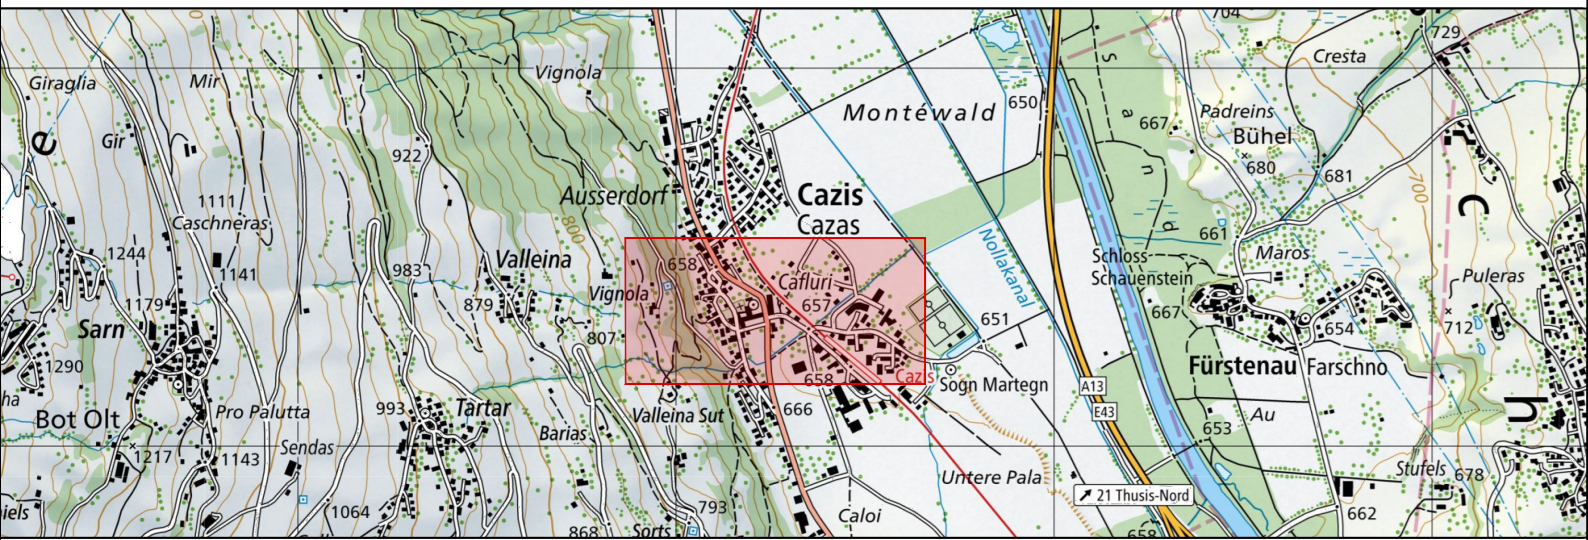 704
729
Cresta
Giraglia
Mir
Vignola
650
Montéwald
S
a
n
d
667
Padreins
Bühel
680
681
700
r
c
h
e
Gir
922
1111
Caschneras
Ausserdorf
800
Cazis
Cazas
Nollakanal
661
Maros
Schloss
Schauenstein
Puleras
1244
1141
983
Valleina
658
Cafluri
657
Vignola
879
807
651
667
654
712
1179
Sarn
1290
ha
Bot Olt
Pro Palutta
993
Tartar
Valleina Sut
658
Cazis
Sogn Martegn
A13
E43
Fürstenau
Farschno
Au
653
666
Barias
Sendas
1217
1143
Untere Pala
21 Thusis-Nord
Stufels
678
iels
1064
868
Sorts
793
Caloi
658
662